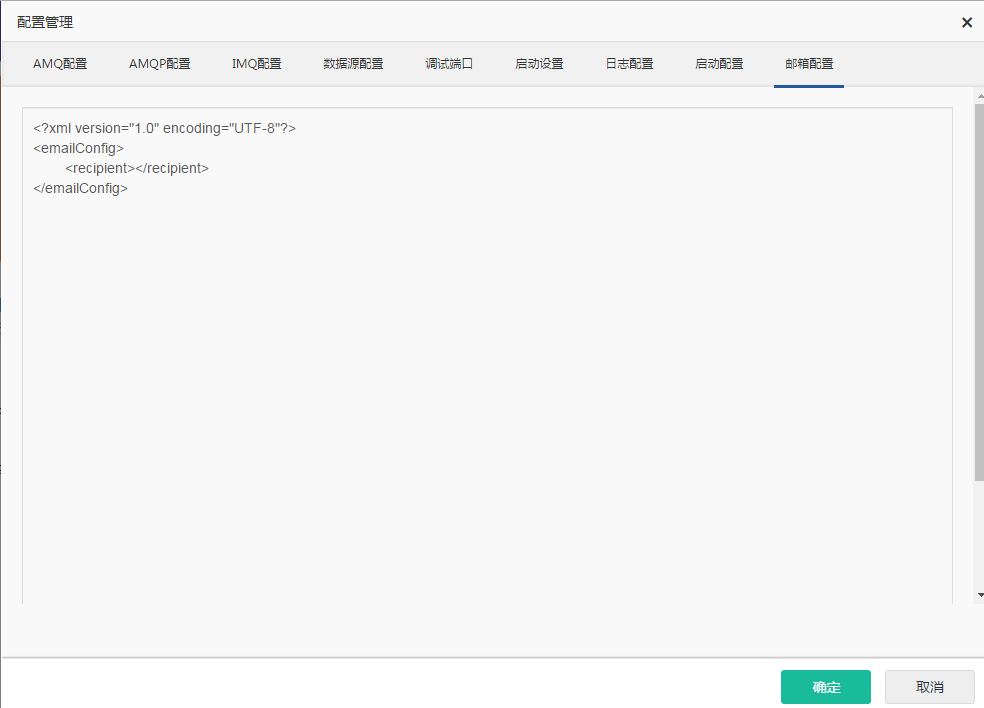 配置管理
AMQ配置 AMQP配置 IMQ配置 数据源配置 调试端口 启动设置 日志配置 启动配置 邮箱配置
<?xml version="1.0" encoding="UTF-8"?>
<emailConfig>
<recipient></recipient>
</emailConfig>
确定 取消